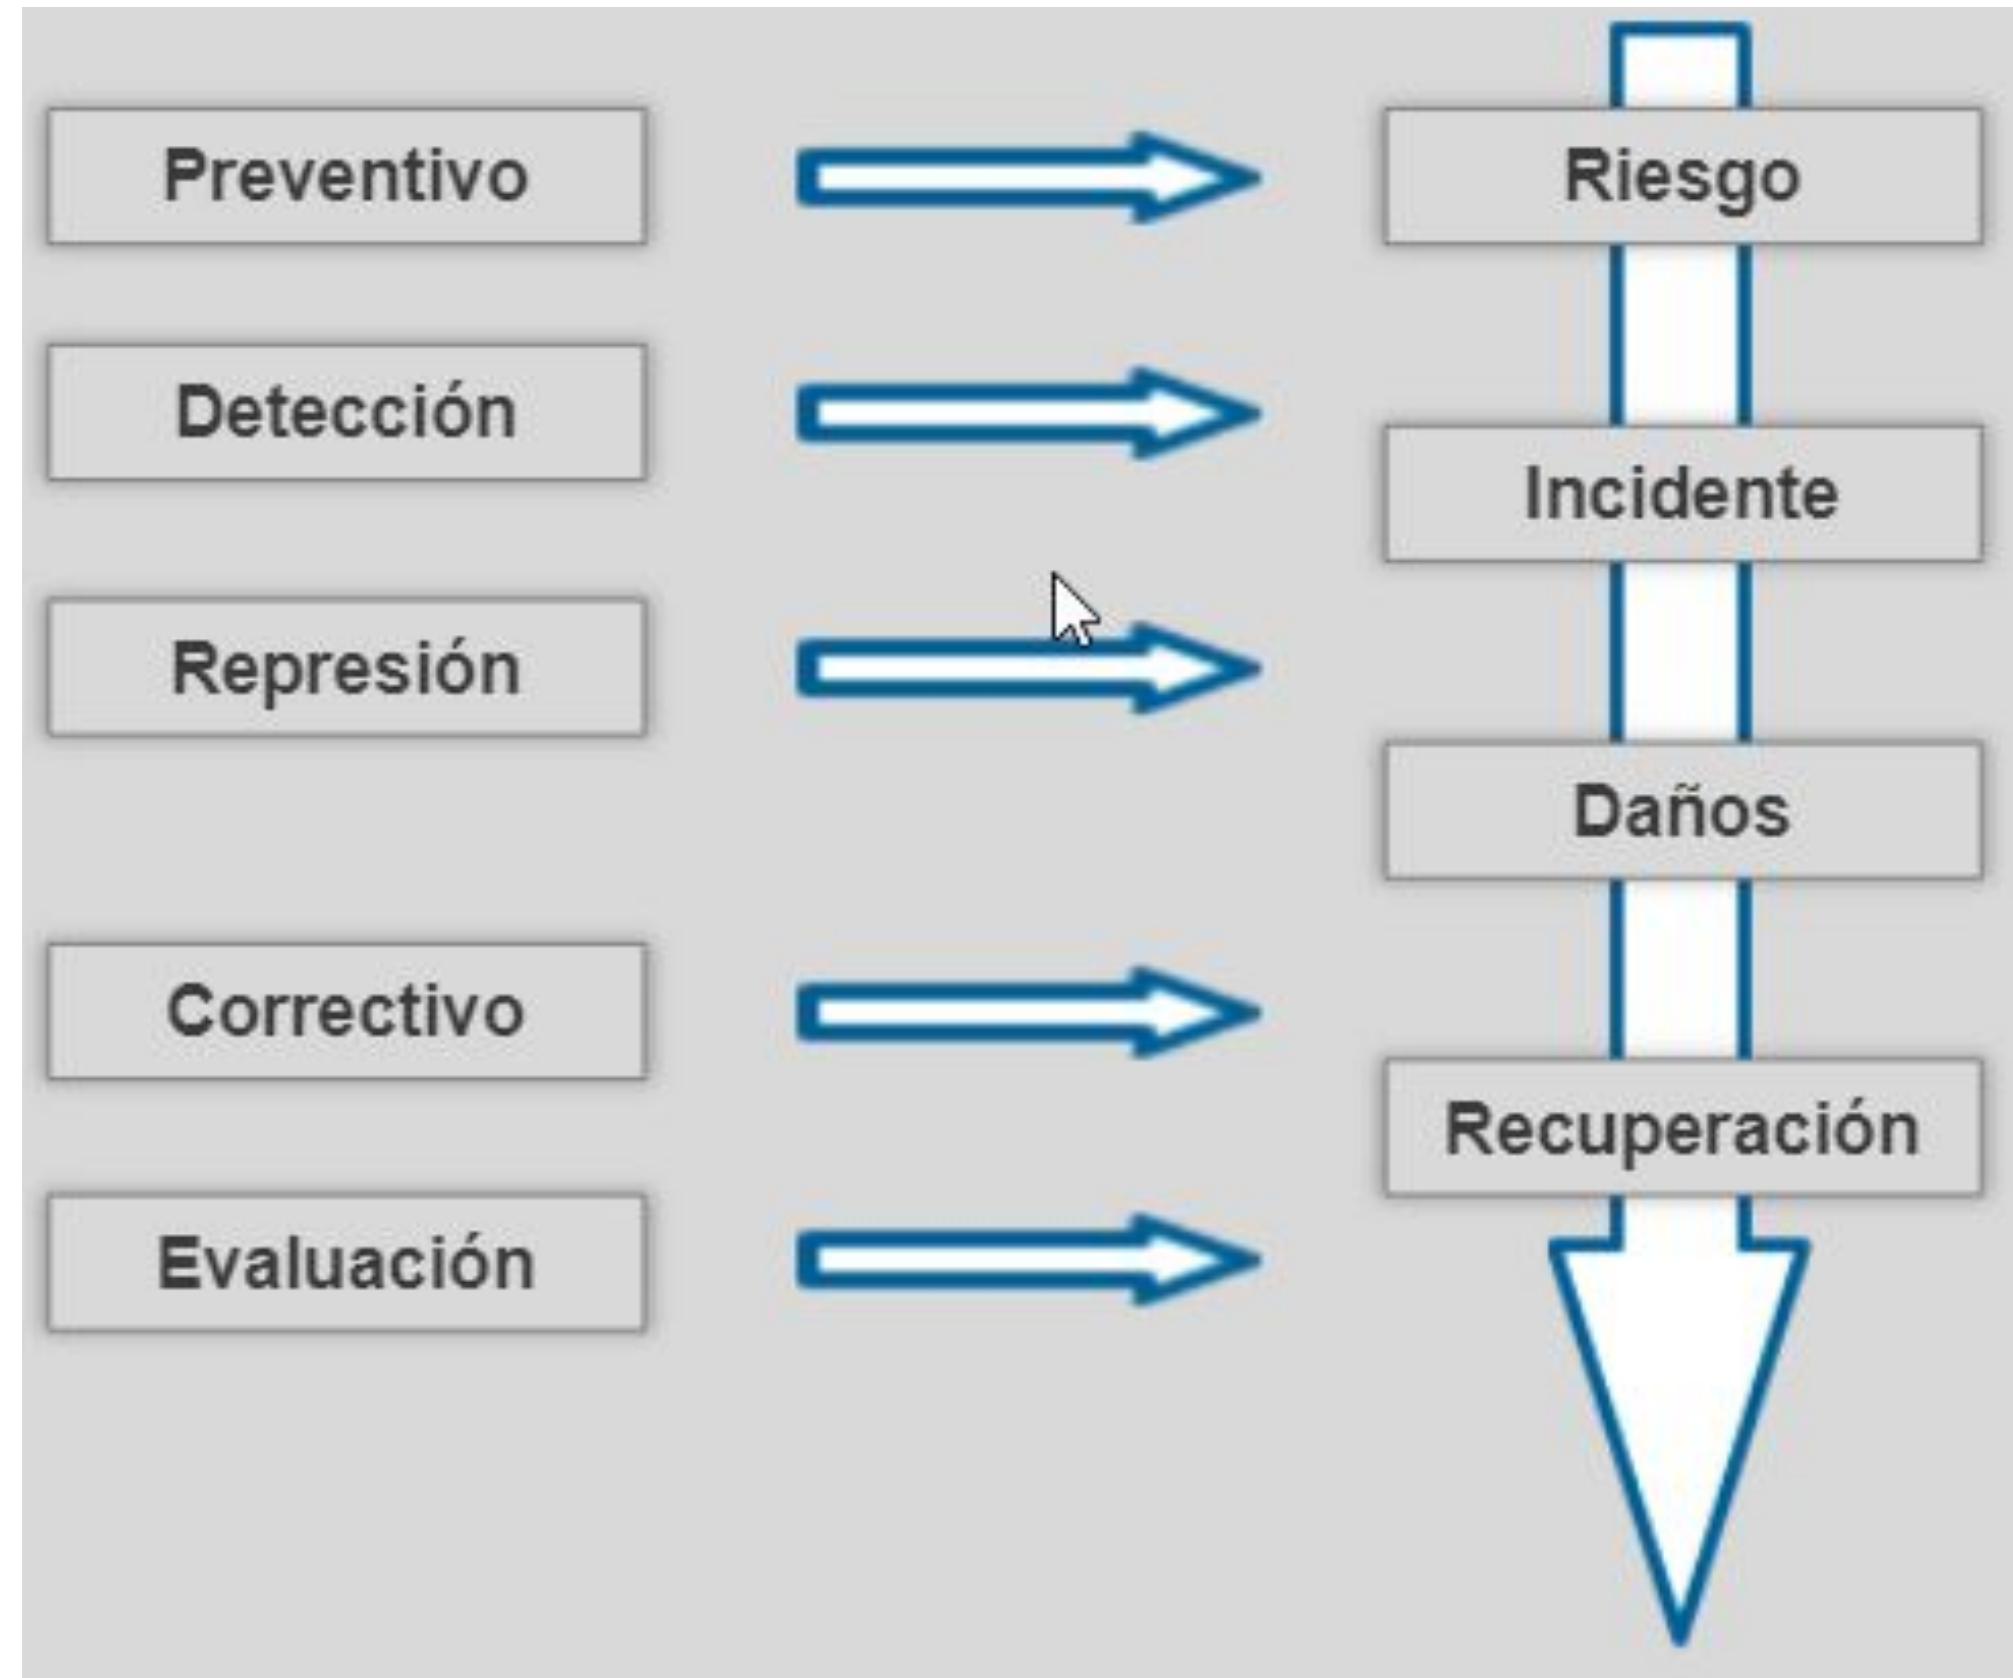 Preventivo
Riesgo
Detección
Incidente
Represión
Daños
Correctivo
Recuperación
Evaluación